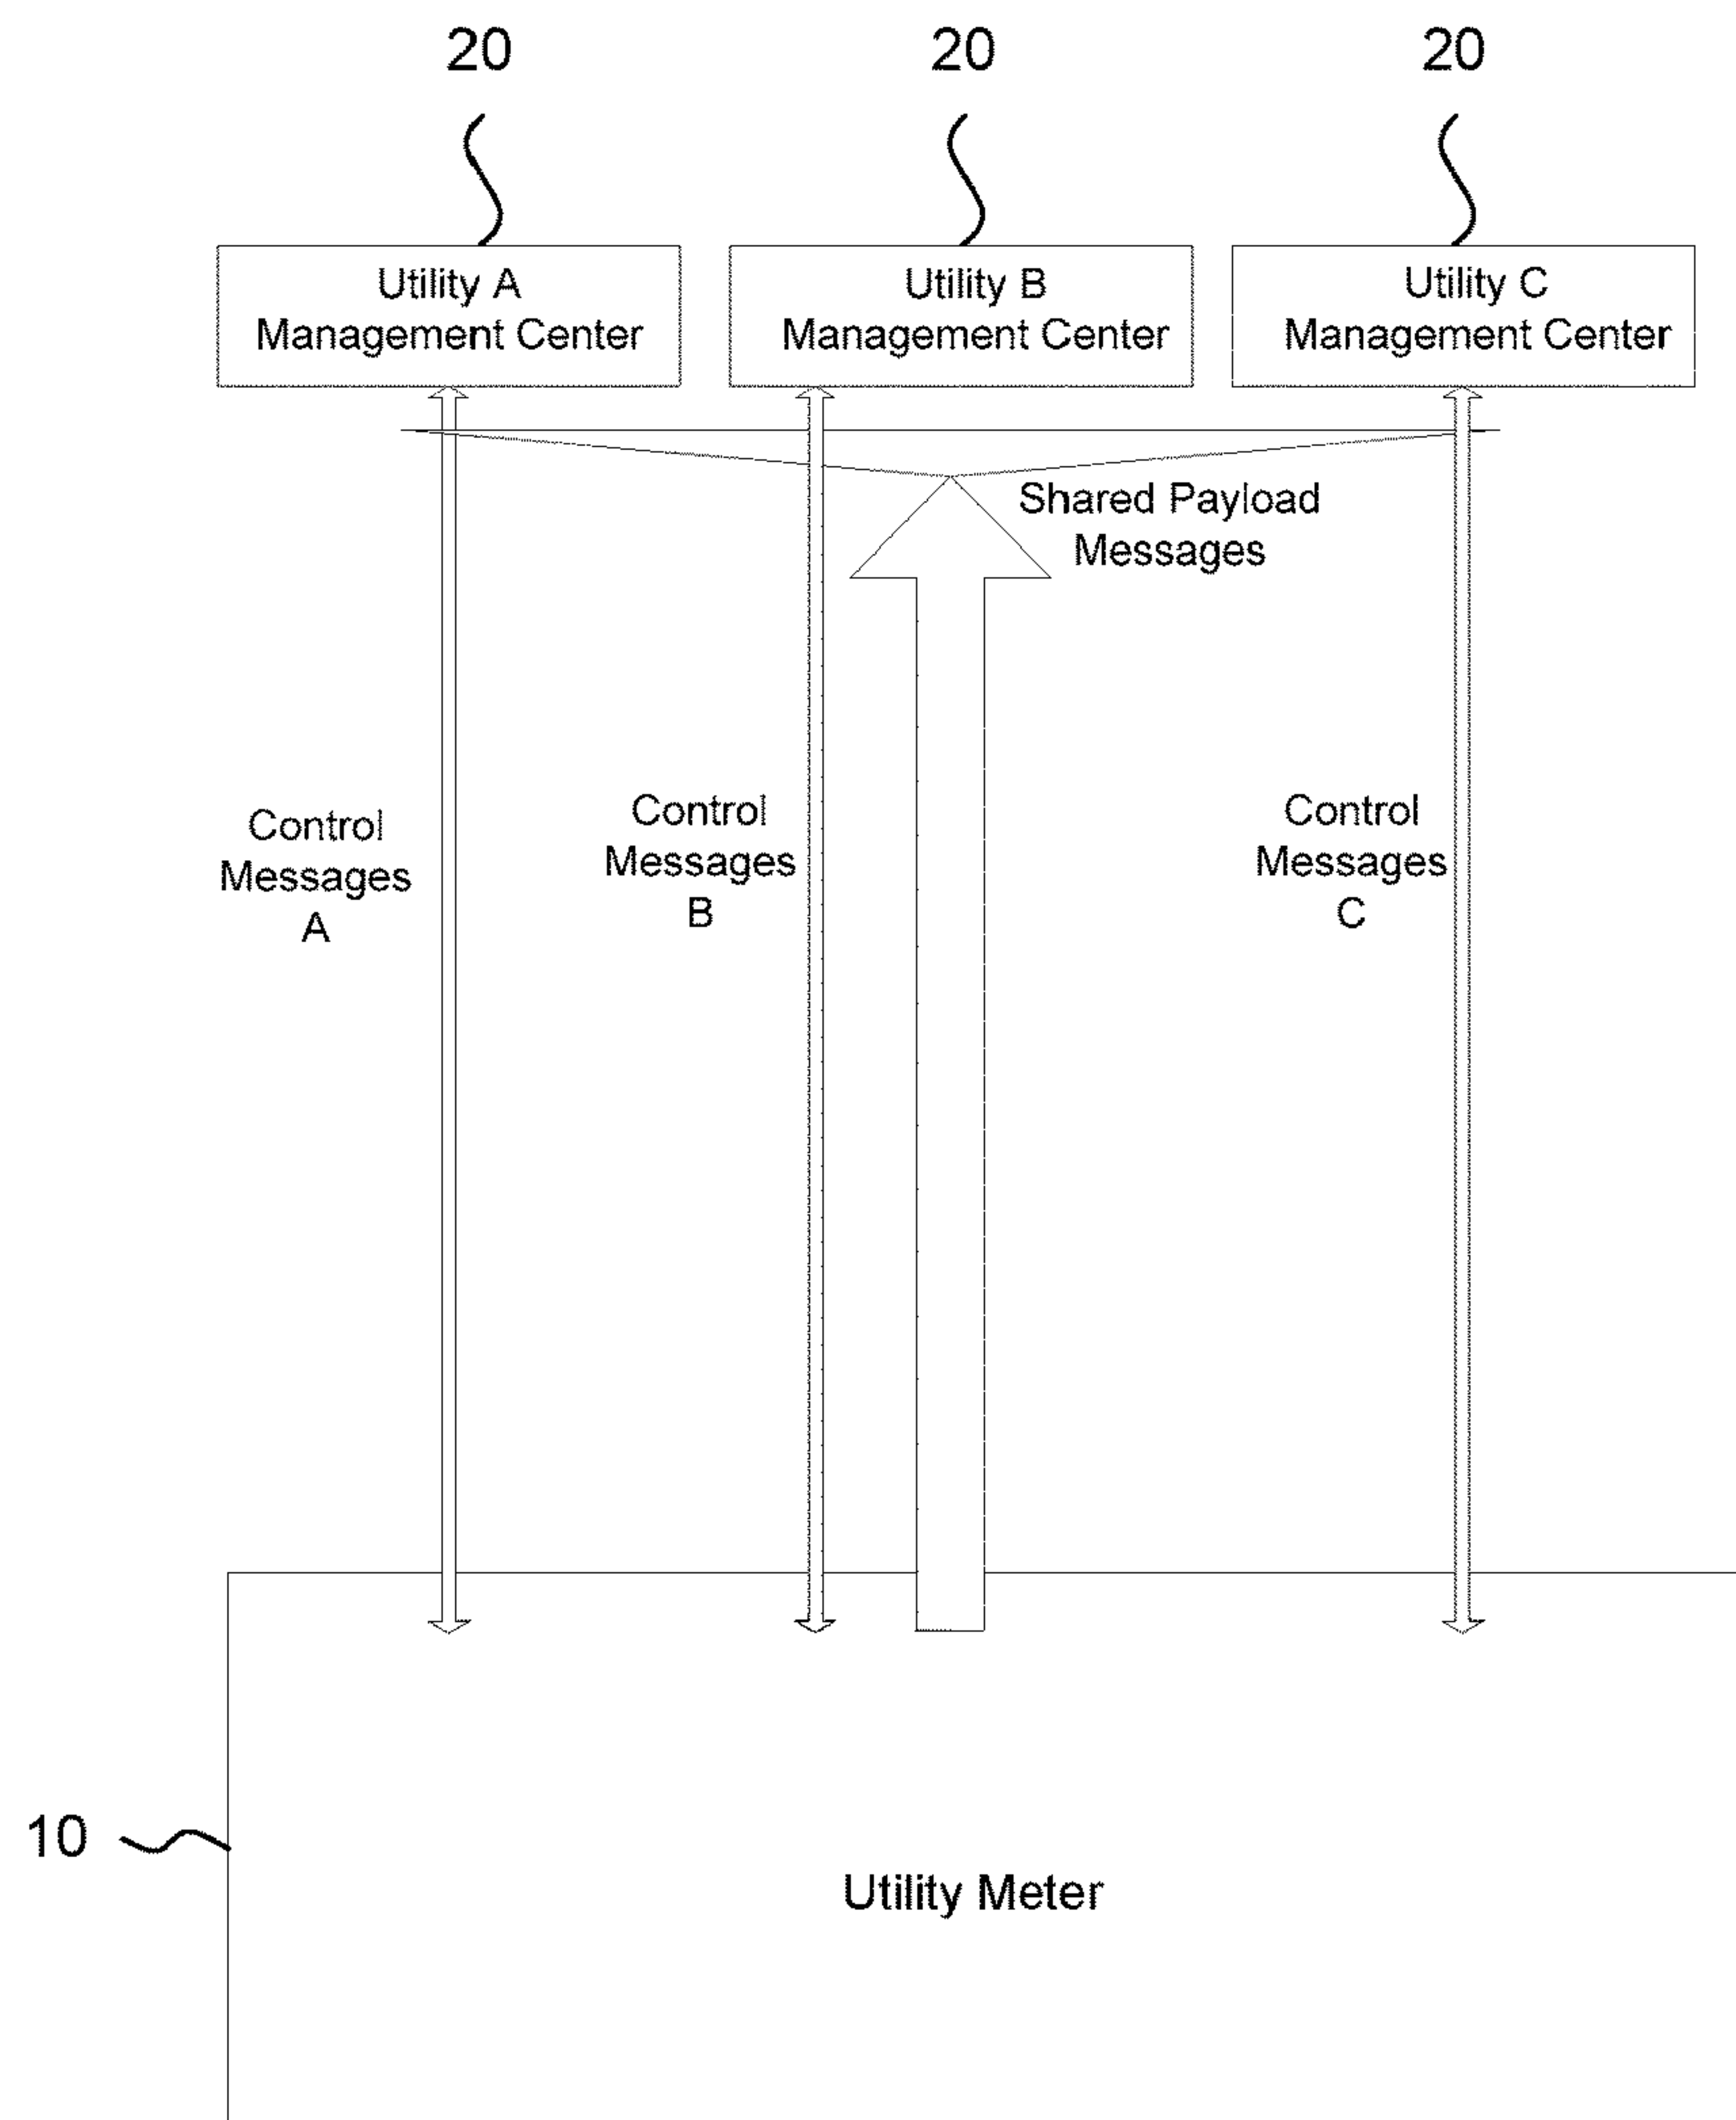 20
20
20
Utility A
Management Center
Utility B
Management Center
Utility C
Management Center
Shared Payload
Messages
Control
Messages
A
Control
Messages
B
Control
Messages
C
10
Utility Meter